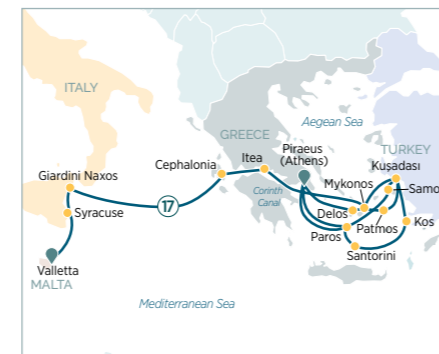 ITALY
Aegean Sea
GREECE
Piraeus
(Athens)
TURKEY
Kuşadası
Itea
Cephalonia
Mykonos
Samo
Giardini Naxos
Corinth
Canal
Delos
17
Syracuse
Patmos
Kos
Paros
Santorini
Valletta
MALTA
Mediterranean Sea